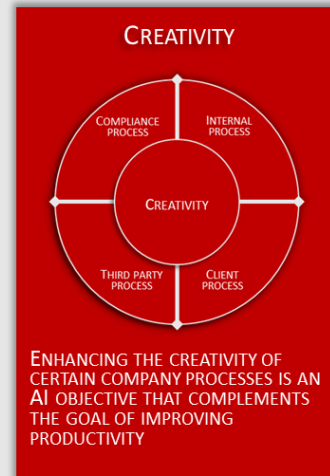 CREATIVITY
COMPLIANCE
PROCESS
INTERNAL
PROCESS
CREATIVITY
THIRD PARTY
PROCESS
CLIENT
PROCESS
ENHANCING THE CREATIVITY OF
CERTAIN COMPANY PROCESSES IS AN
AI OBJECTIVE THAT COMPLEMENTS
THE GOAL OF IMPROVING
PRODUCTIVITY